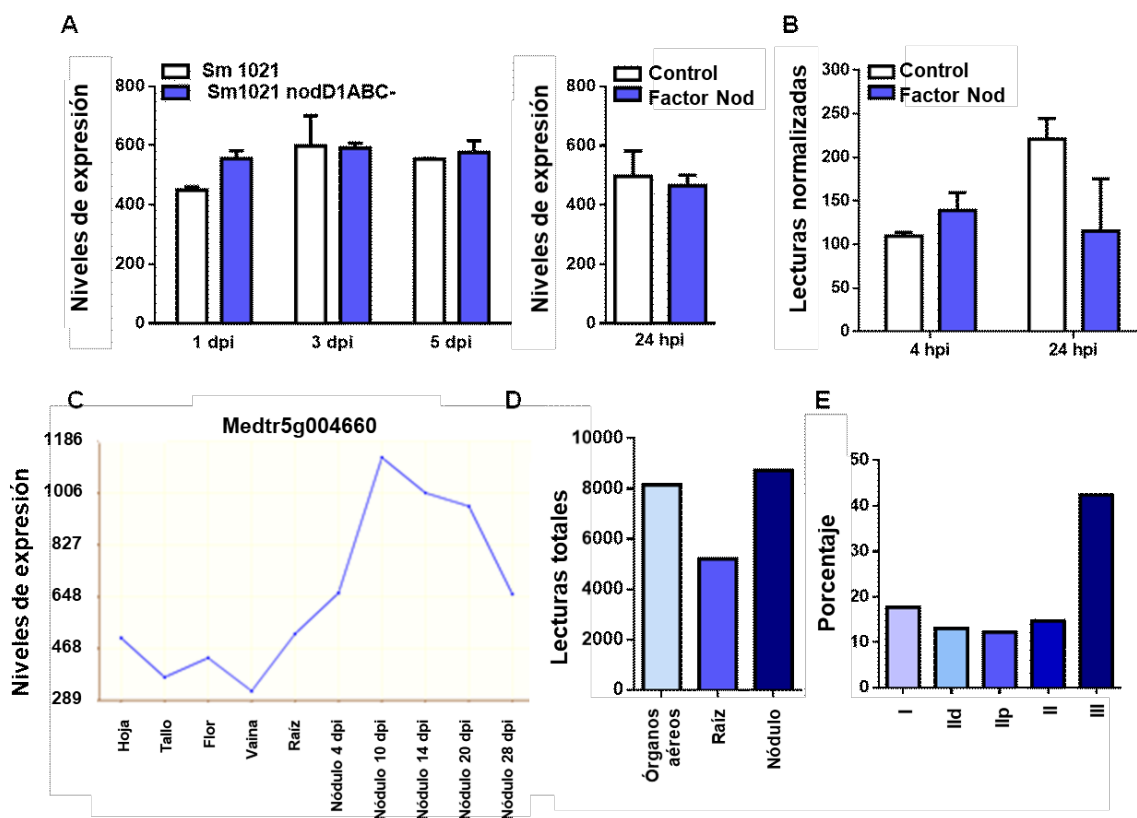 A
Sm 1021
Sm1021 nodD1ABC-
Niveles de expresión
800
600
400
200
0
1 dpi
3 dpi
5 dpi
Control
Factor Nod
Niveles de expresión
800
600
400
200
0
24 hpi
B
Control
Factor Nod
Lecturas normalizadas
300
250
200
150
100
50
0
4 hpi
24 hpi
C
Medtr5g004660
Niveles de expresión
1186
1006
827
648
468
289
Hoja
Tallo
Flor
Vaina
Raíz
Nódulo 4 dpi
Nódulo 10 dpi
Nódulo 14 dpi
Nódulo 20 dpi
Nódulo 28 dpi
D
Lecturas totales
10000
8000
6000
4000
2000
0
Órganos
aéreos
Raíz
Nódulo
E
Porcentaje
50
40
30
20
10
0
I
IId
IIp
II
III